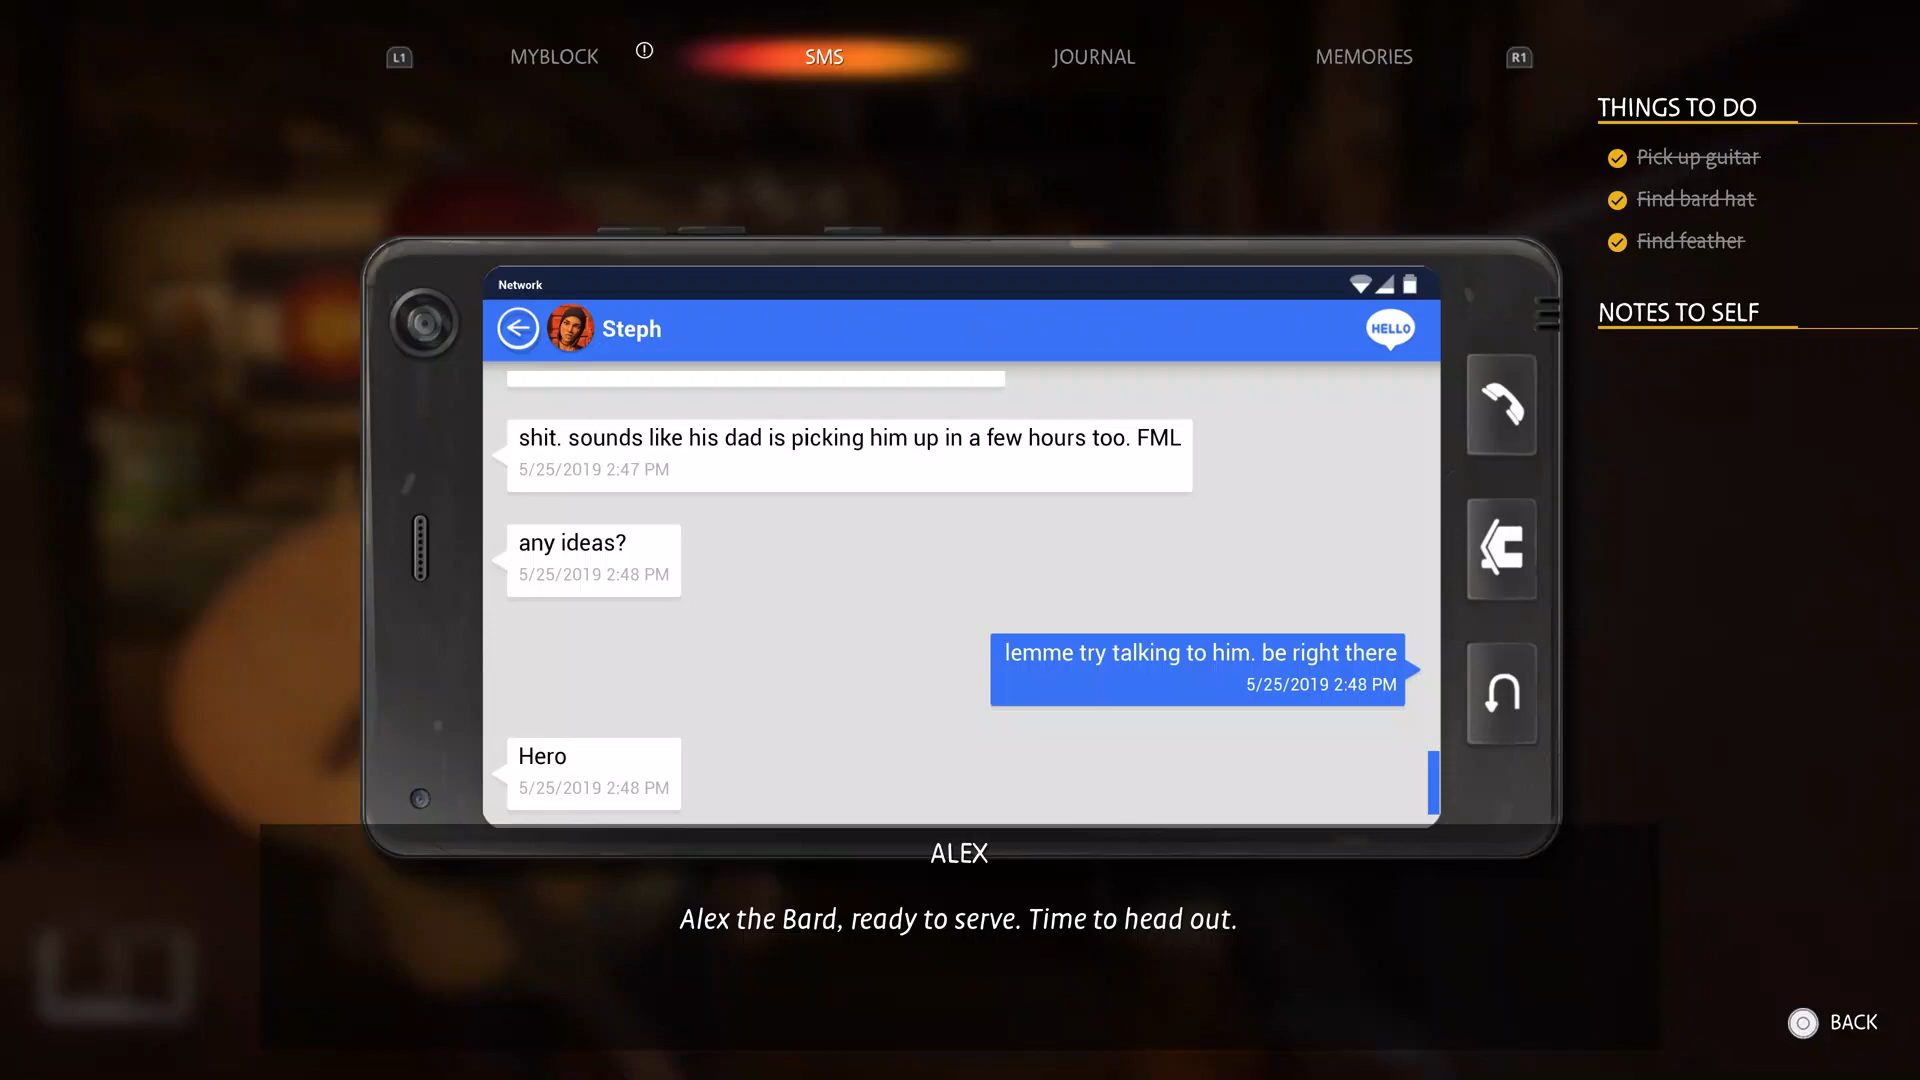 L1
MYBLOCK
SMS
JOURNAL
MEMORIES
R1
THINGS TO DO
Pick up guitar
Find bard hat
Find feather
NOTES TO SELF
Network
Steph
HELLO
shit. sounds like his dad is picking him up in a few hours too. FML
5/25/2019 2:47 PM
any ideas?
5/25/2019 2:48 PM
lemme try talking to him. be right there
5/25/2019 2:48 PM
Hero
5/25/2019 2:48 PM
ALEX
Alex the Bard, ready to serve. Time to head out.
BACK